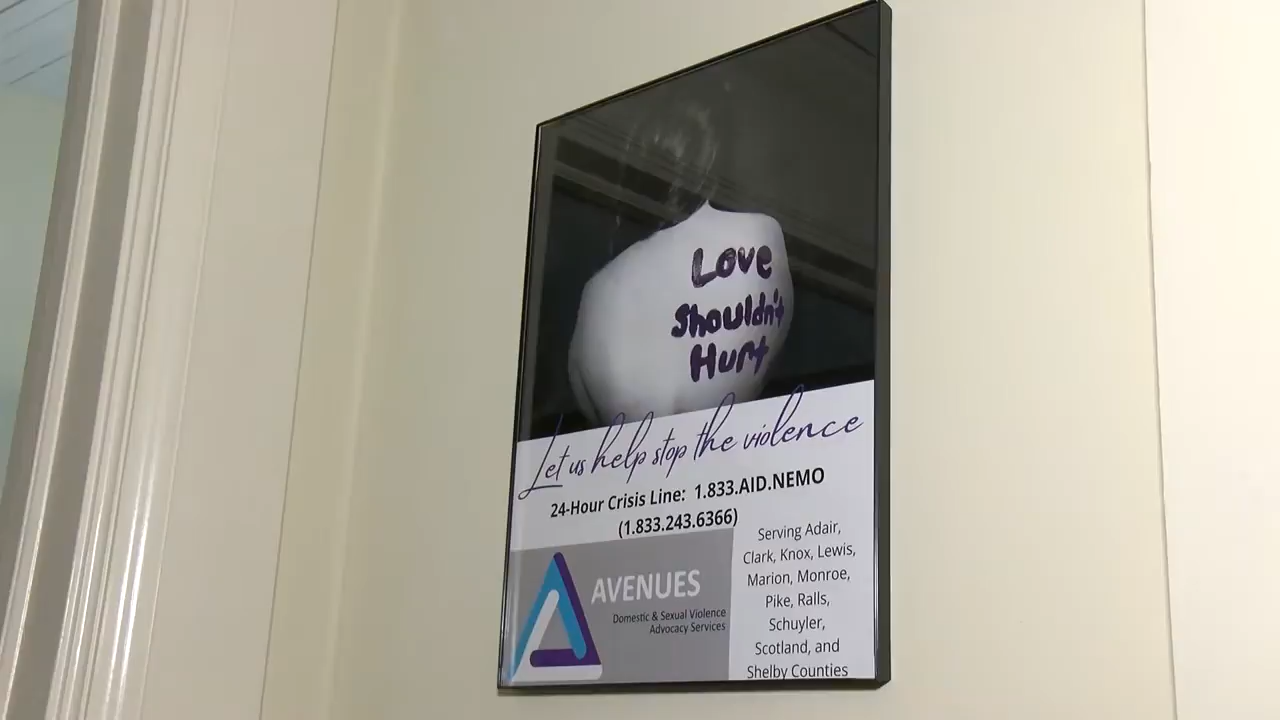 Love
Shouldn't
Hurt
Let us help stop the violence
24-Hour Crisis Line: 1.833.AID.NEMO
(1.833.243.6366)
AVENUES
Domestic & Sexual Violence
Advocacy Services
Serving Adair,
Clark, Knox, Lewis,
Marion, Monroe,
Pike, Ralls,
Schuyler,
Scotland, and
Shelby Counties